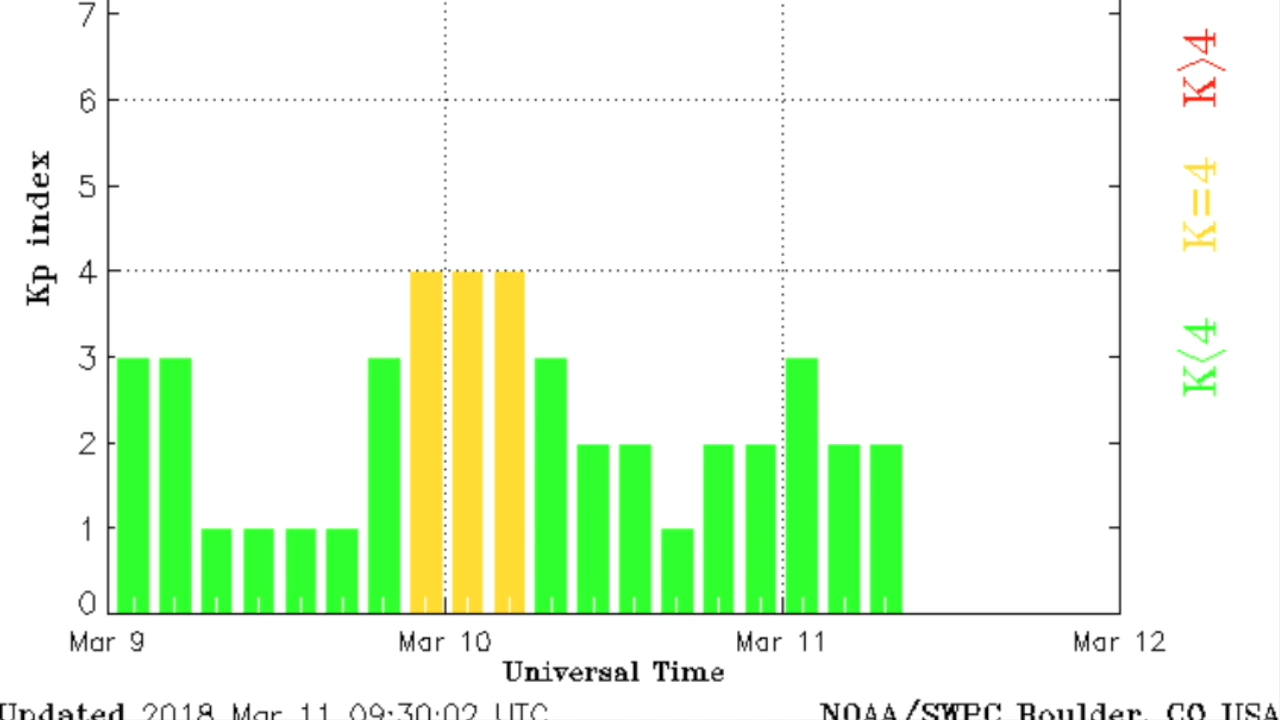 7
6
5
4
3
2
1
0
Kp index
K>4
K=4
K<4
Mar 9 Mar 10 Mar 11 Mar 12
Universal Time
Updated 2018 Mar 11 09:30:02 UTC NOAA/SWPC Boulder, CO USA